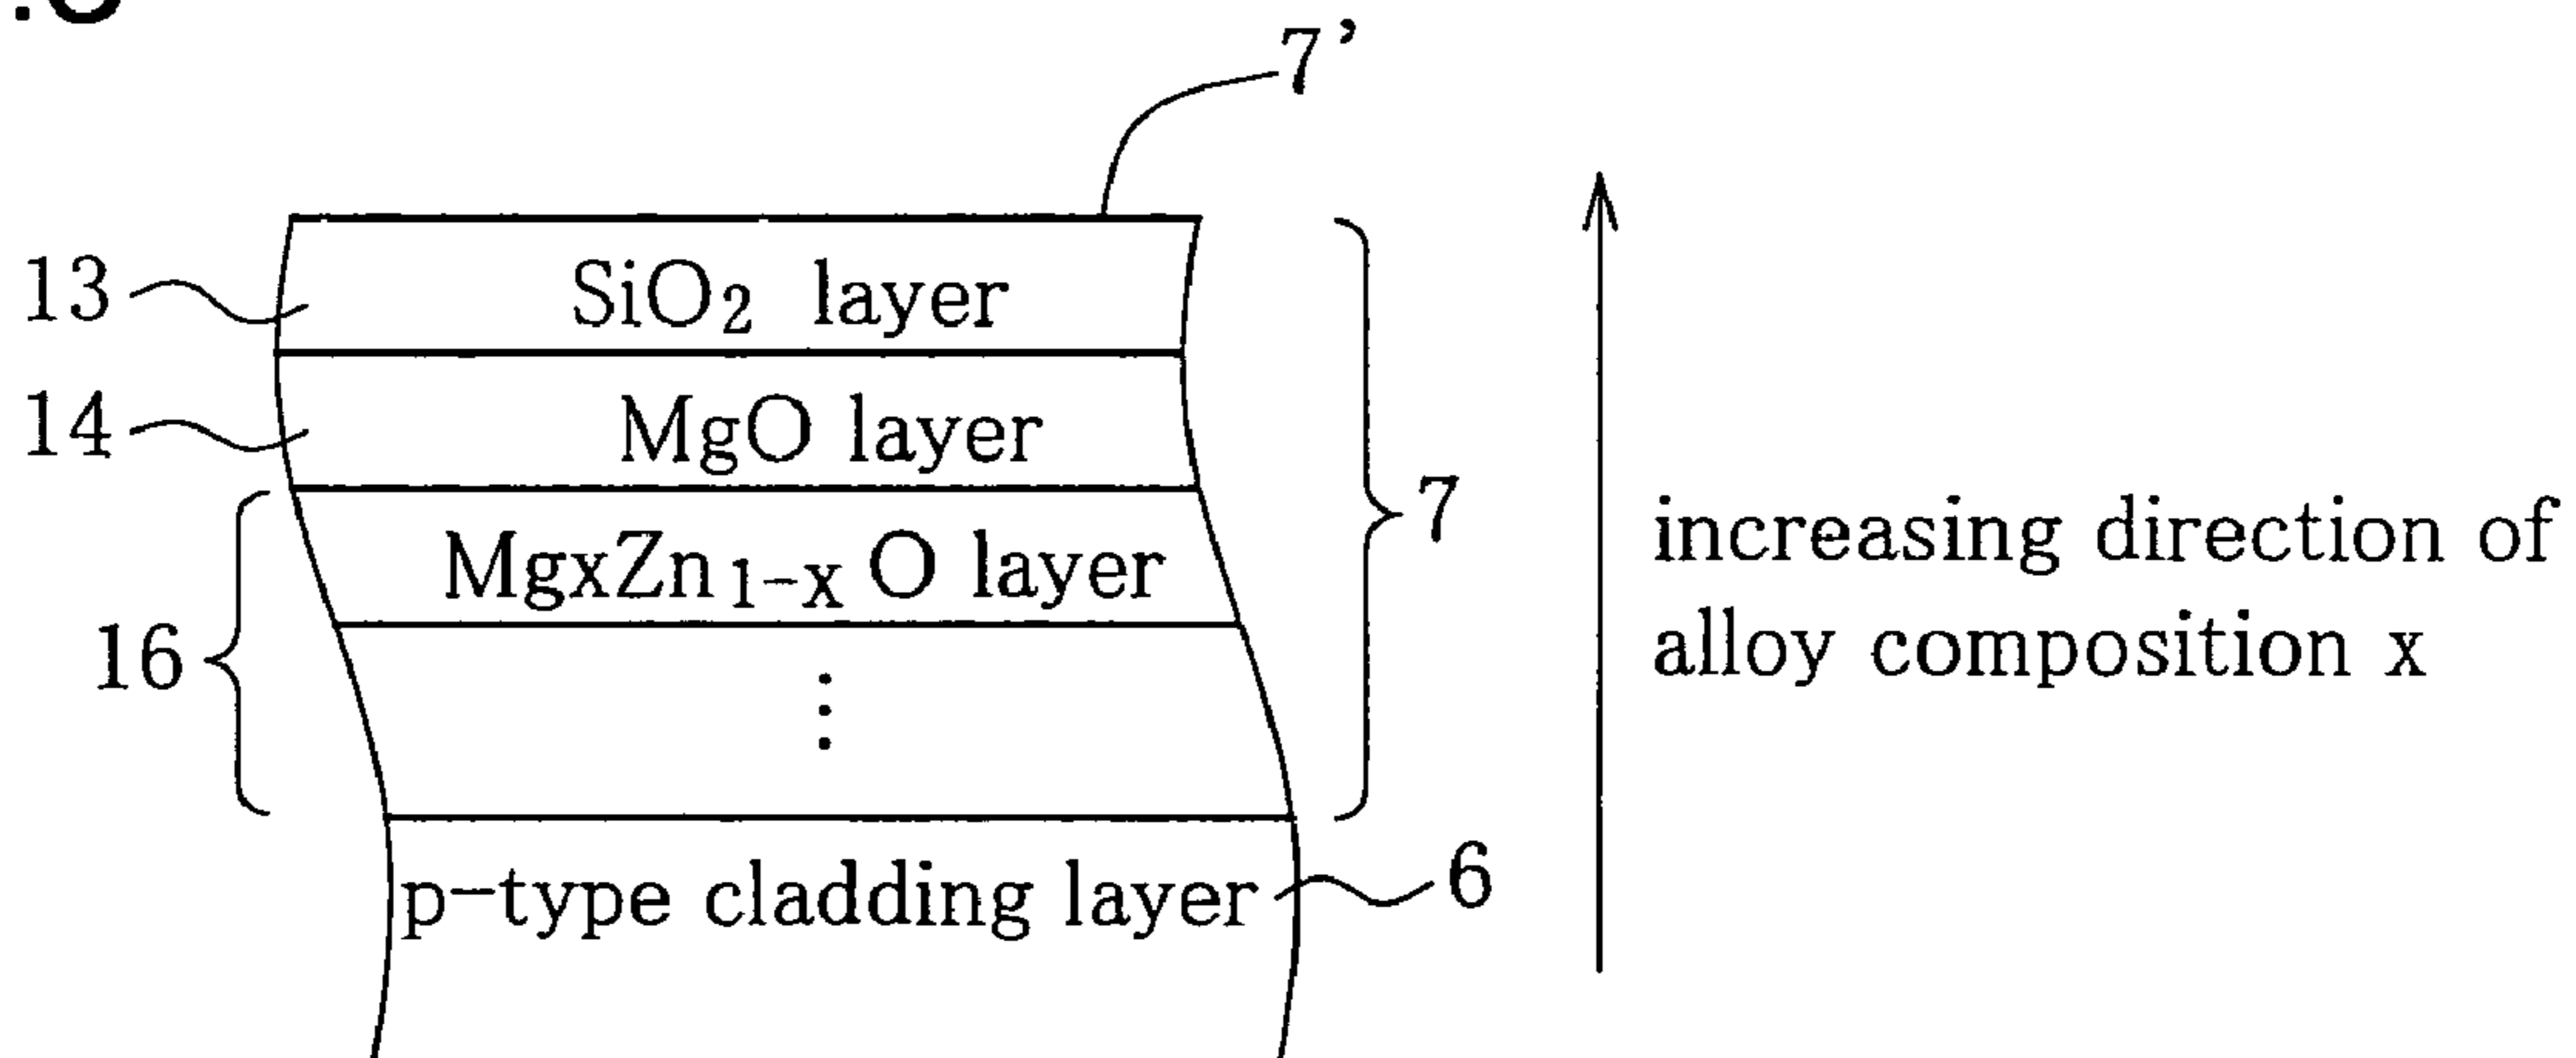 7’
13
SiO2 layer
14
MgO layer
7
increasing direction of
alloy composition x
MgxZn1-xO layer
16
⋮
p-type cladding layer
6